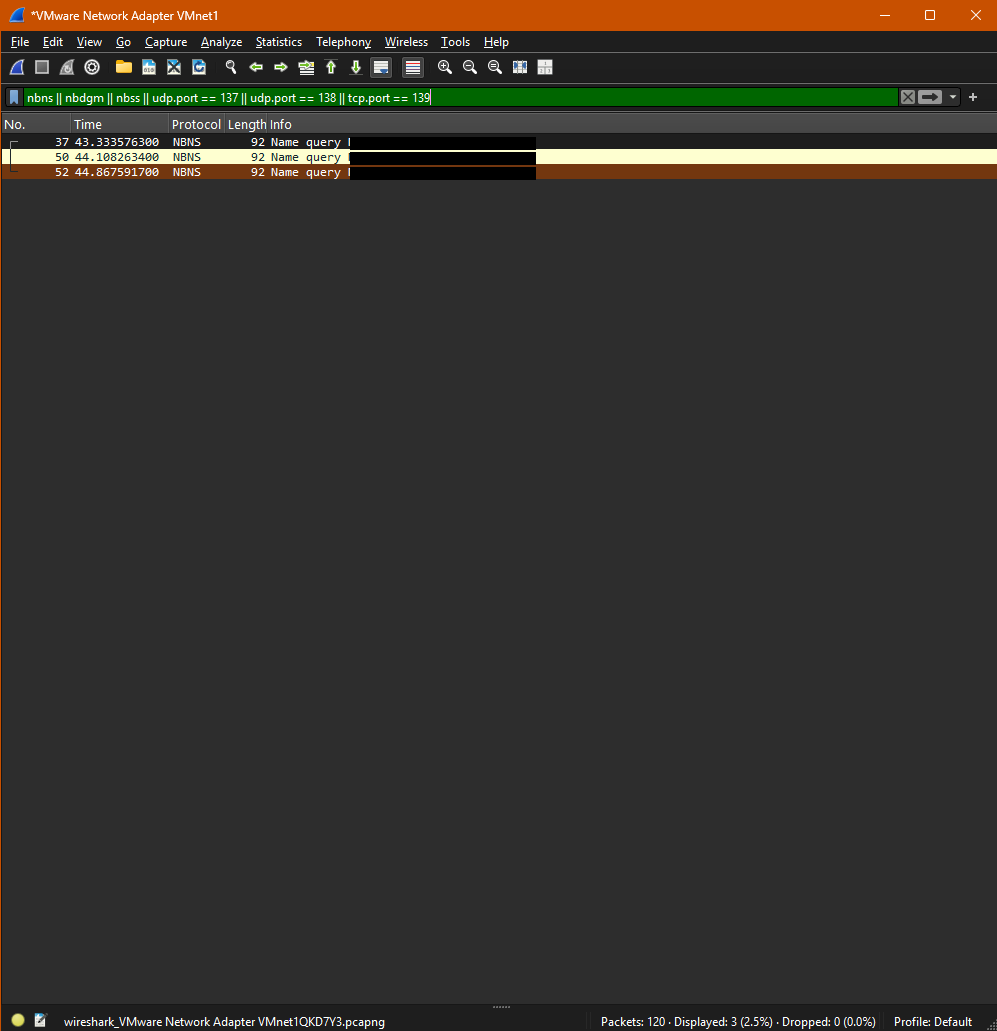 *VMware Network Adapter VMnet1
File Edit View Go Capture Analyze Statistics Telephony Wireless Tools Help
nbns || nbdgm || nbss || udp.port == 137 || udp.port == 138 || tcp.port == 139
No. Time Protocol Length Info
37 43.333576300 NBNS 92 Name query
50 44.108263400 NBNS 92 Name query
52 44.867591700 NBNS 92 Name query
wireshark_VMware Network Adapter VMnet1QKD7Y3.pcapng Packets: 120 · Displayed: 3 (2.5%) · Dropped: 0 (0.0%) Profile: Default